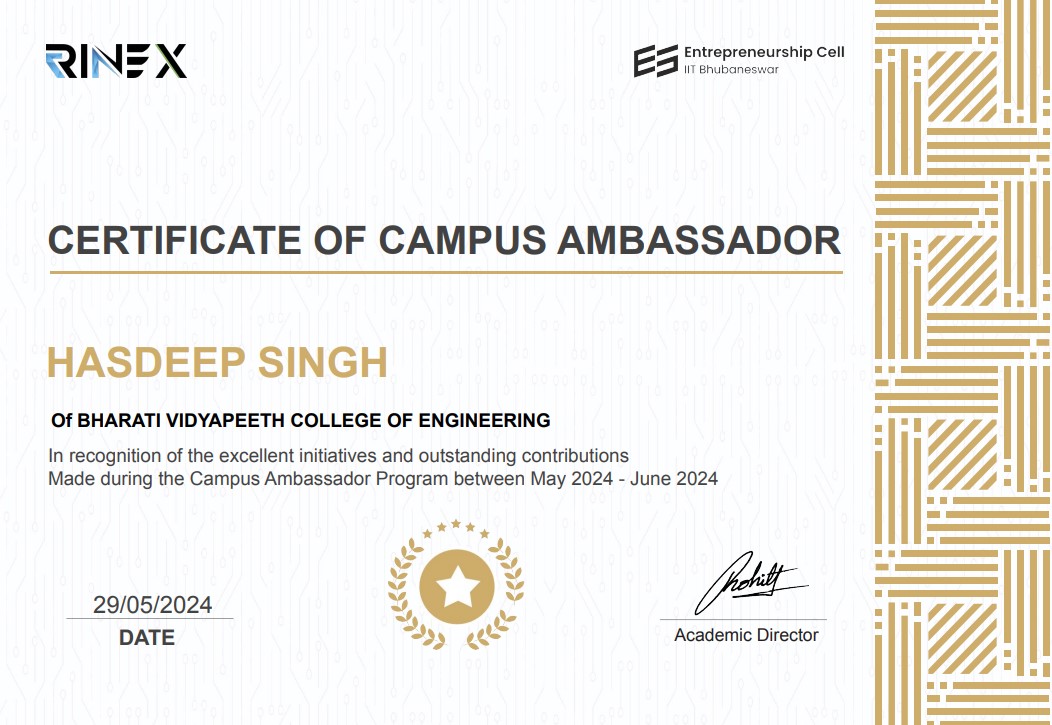 RINEX
Entrepreneurship Cell
IIT Bhubaneswar
CERTIFICATE OF CAMPUS AMBASSADOR
HASDEEP SINGH
Of BHARATI VIDYAPEETH COLLEGE OF ENGINEERING
In recognition of the excellent initiatives and outstanding contributions
Made during the Campus Ambassador Program between May 2024 - June 2024
29/05/2024
DATE
Academic Director